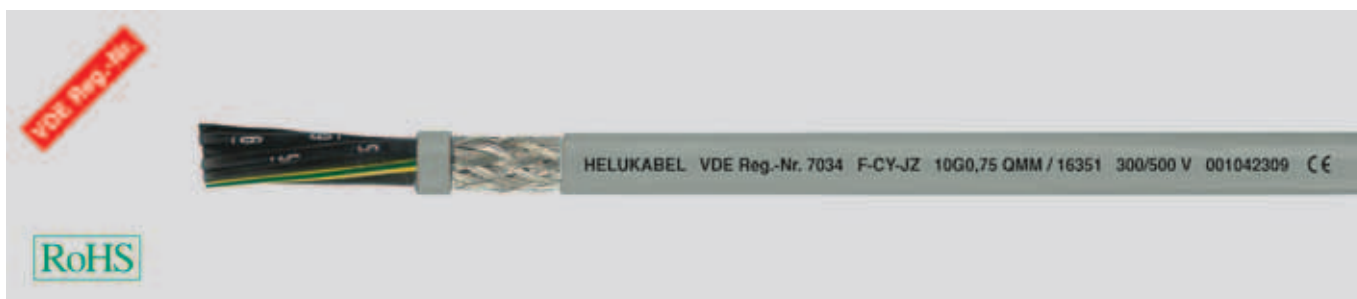 VDE Reg.-Nr.
HELUKABEL VDE Reg.-Nr. 7034 F-CY-JZ 10G0,75 QMM / 16351 300/500 V 001042309 CE
RoHS